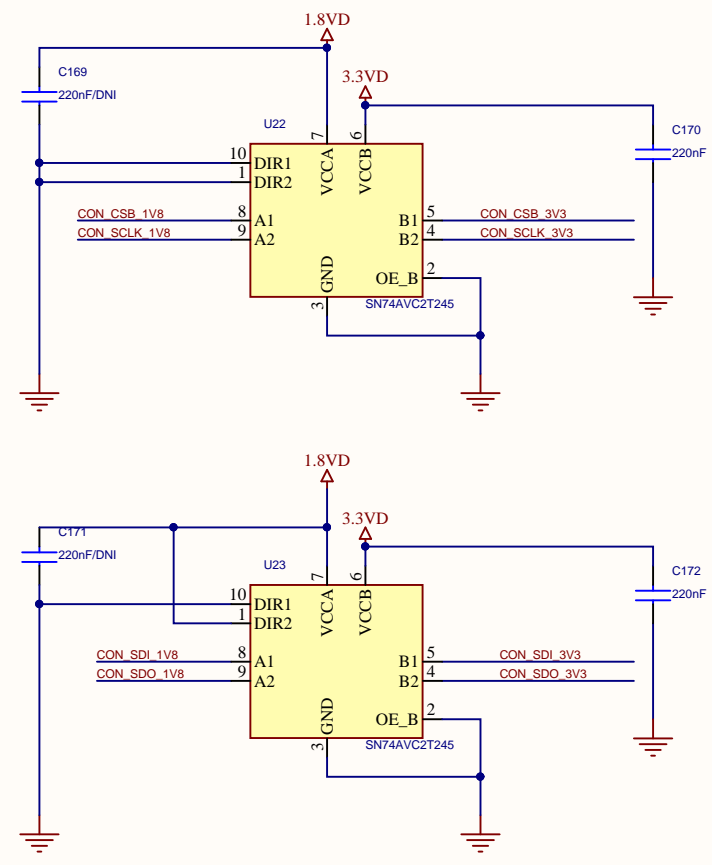 1.8VD
C169
220nF/DNI
3.3VD
C170
220nF
U22
7 6
VCCA VCCB
10 DIR1
1 DIR2
CON_CSB_1V8 8 A1 B1 5 CON_CSB_3V3
CON_SCLK_1V8 9 A2 B2 4 CON_SCLK_3V3
GND OE_B 2
3 SN74AVC2T245
1.8VD
C171
220nF/DNI
3.3VD
C172
220nF
U23
7 6
VCCA VCCB
10 DIR1
1 DIR2
CON_SDI_1V8 8 A1 B1 5 CON_SDI_3V3
CON_SDO_1V8 9 A2 B2 4 CON_SDO_3V3
GND OE_B 2
3 SN74AVC2T245